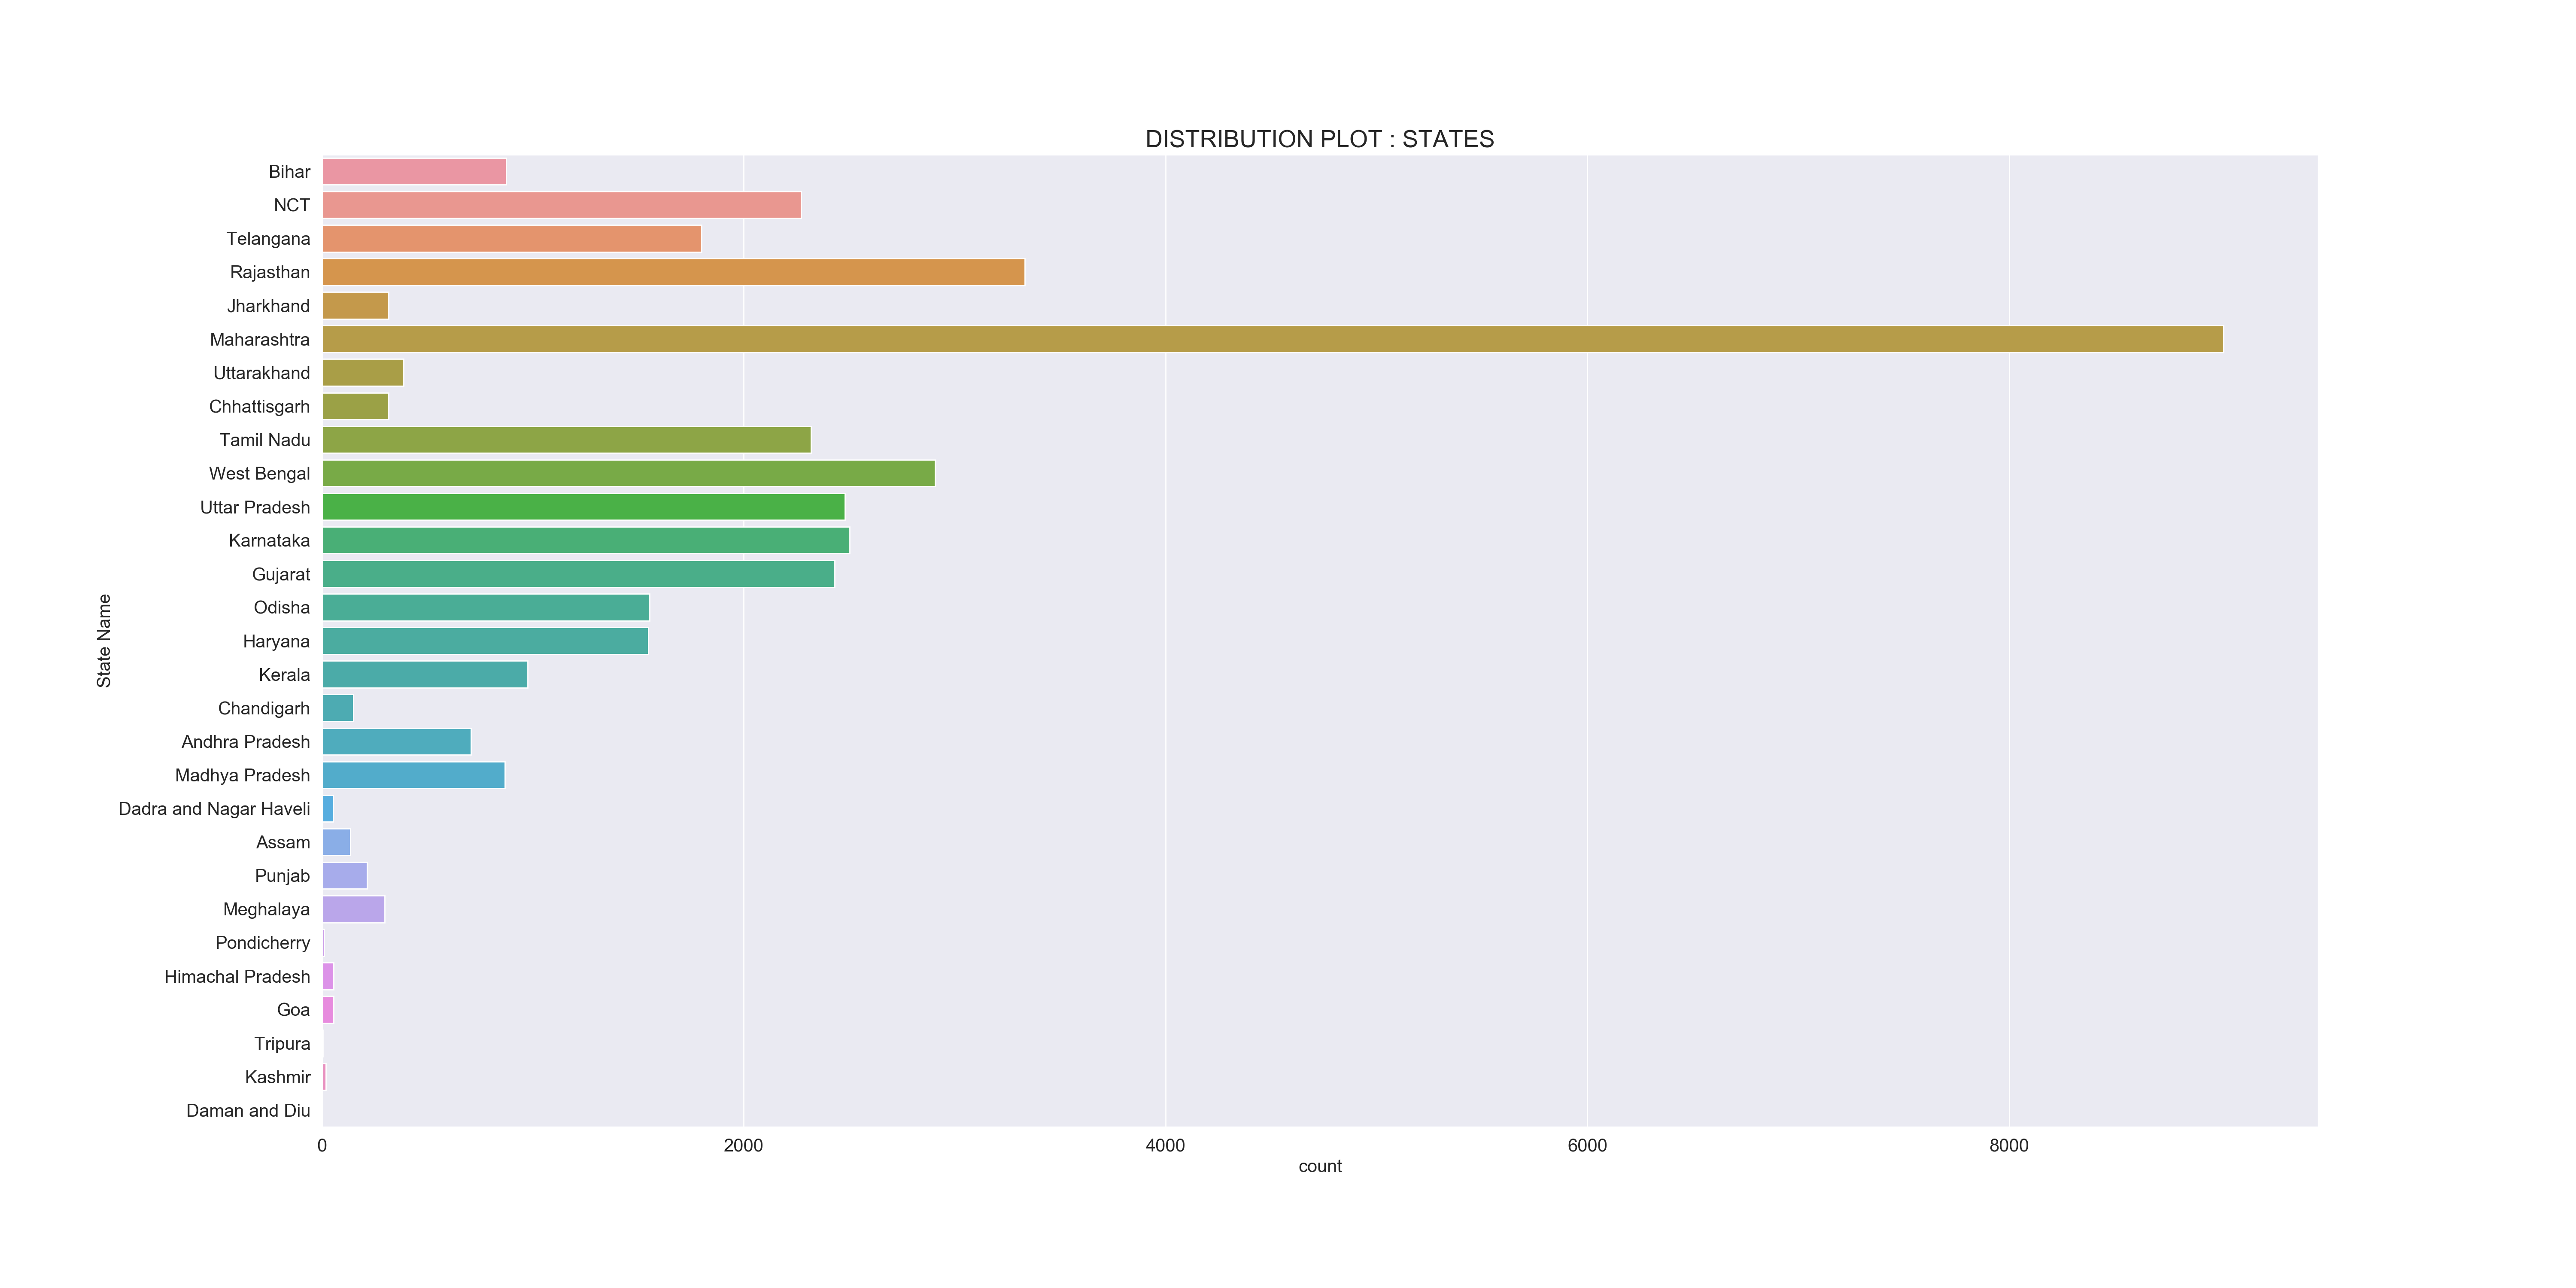 DISTRIBUTION PLOT : STATES
State Name
Bihar
NCT
Telangana
Rajasthan
Jharkhand
Maharashtra
Uttarakhand
Chhattisgarh
Tamil Nadu
West Bengal
Uttar Pradesh
Karnataka
Gujarat
Odisha
Haryana
Kerala
Chandigarh
Andhra Pradesh
Madhya Pradesh
Dadra and Nagar Haveli
Assam
Punjab
Meghalaya
Pondicherry
Himachal Pradesh
Goa
Tripura
Kashmir
Daman and Diu
0 2000 4000 6000 8000
count